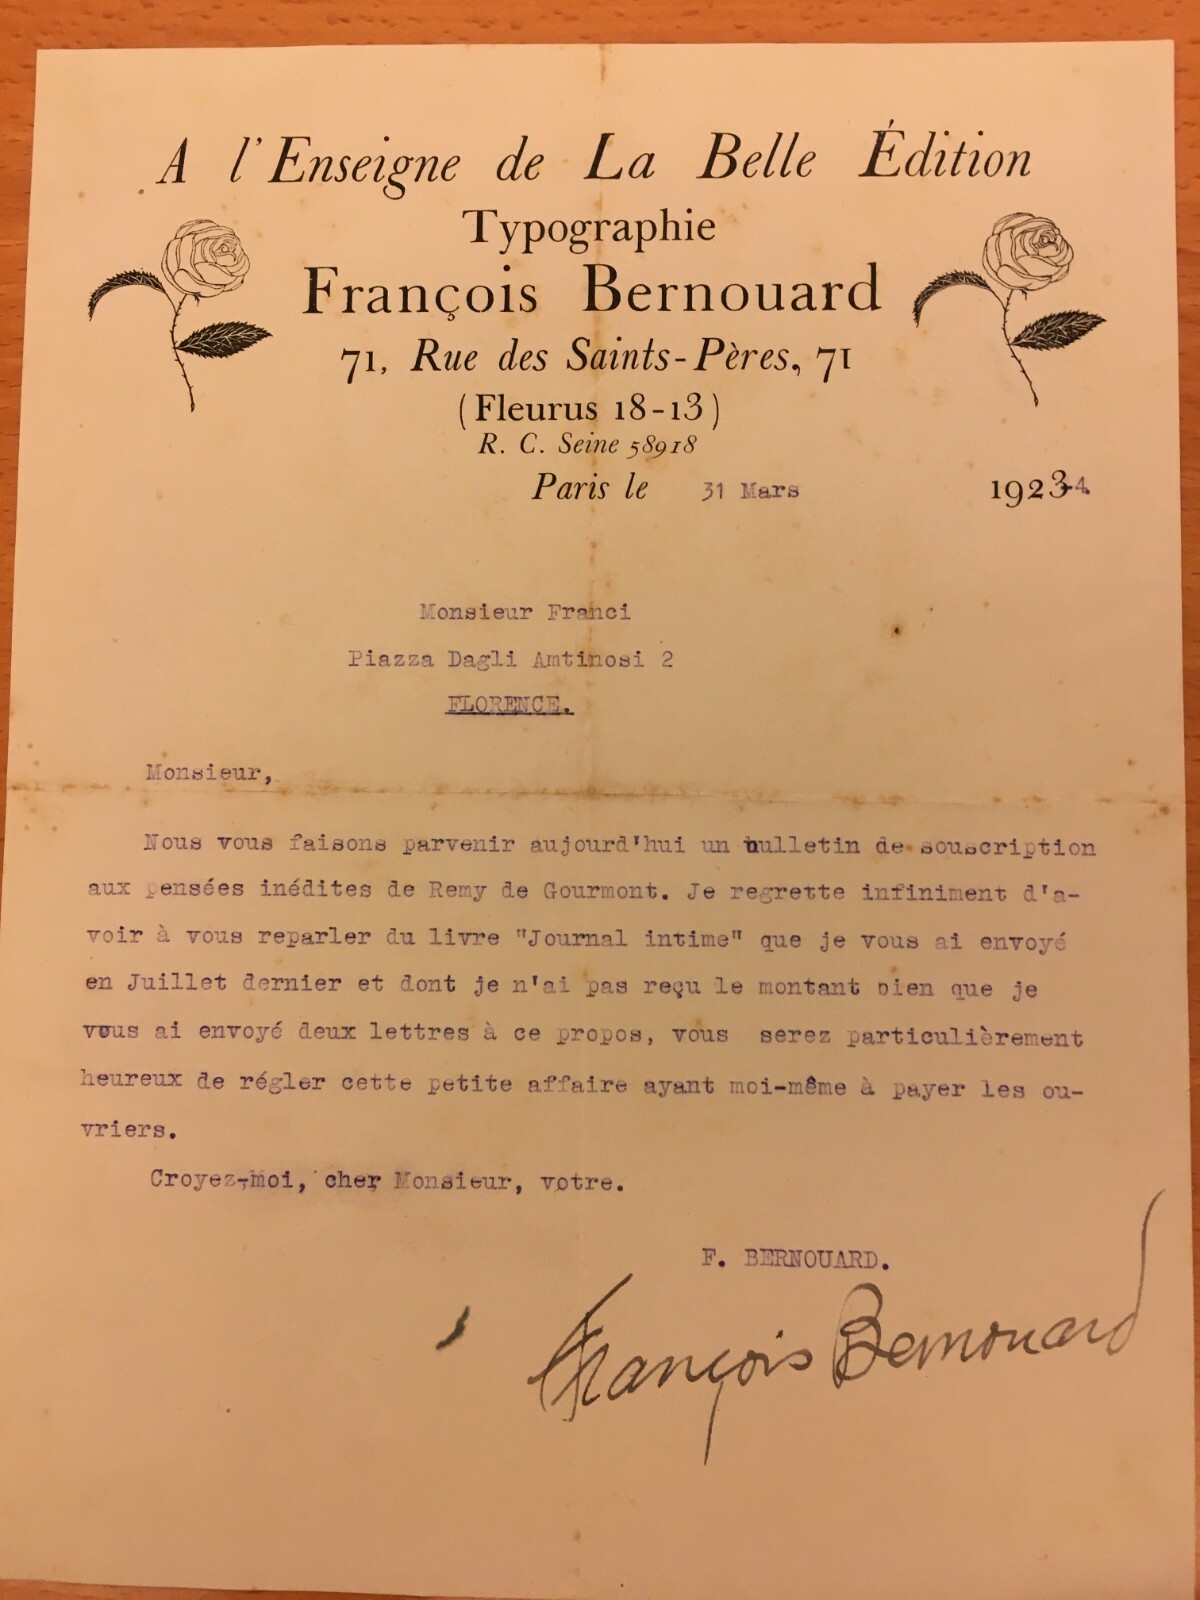 A l'Enseigne de La Belle Édition
Typographie
François Bernouard
71, Rue des Saints-Pères, 71
(Fleurus 18-13)
R. C. Seine 58918
Paris le 31 Mars 1923-4.
Monsieur Franci
Piazza Dagli Amtinosi 2
FLORENCE.
Monsieur,
Nous vous faisons parvenir aujourd'hui un bulletin de souscription
aux pensées inédites de Remy de Gourmont. Je regrette infiniment d'a-
voir à vous reparler du livre "Journal intime" que je vous ai envoyé
en Juillet dernier et dont je n'ai pas reçu le montant bien que je
vous ai envoyé deux lettres à ce propos, vous serez particulièrement
heureux de régler cette petite affaire ayant moi-même à payer les ou-
vriers.
Croyez-moi, cher Monsieur, votre.
F. BERNOUARD.
François Bernouard